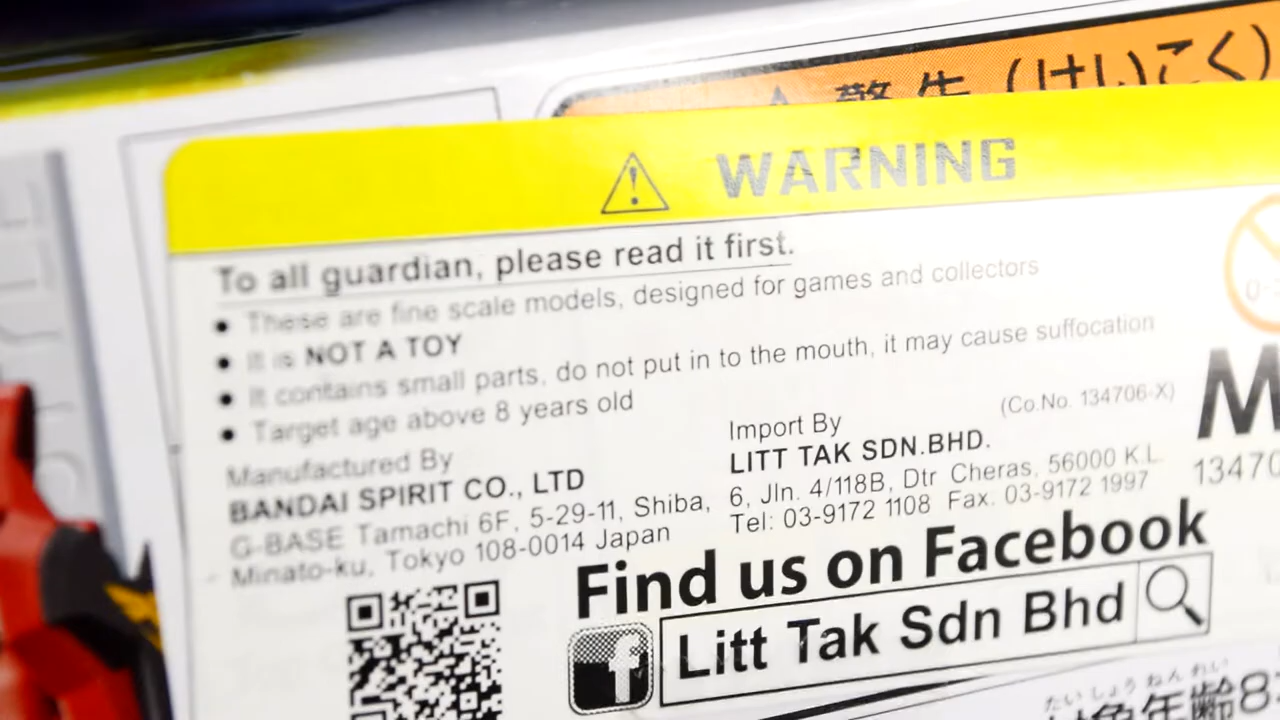 警告 (けいこく)
WARNING
To all guardian, please read it first.
• These are fine scale models, designed for games and collectors
• It is NOT A TOY
• It contains small parts, do not put in to the mouth, it may cause suffocation
• Target age above 8 years old
Manufactured By
BANDAI SPIRIT CO., LTD
G-BASE Tamachi 6F, 5-29-11, Shiba,
Minato-ku, Tokyo 108-0014 Japan
Import By
(Co.No. 134706-X)
LITT TAK SDN.BHD.
6, Jln. 4/118B, Dtr Cheras, 56000 K.L.
Tel: 03-9172 1108 Fax. 03-9172 1997
M
13470
Find us on Facebook
f Litt Tak Sdn Bhd
たいしょうねんれい
対象年齢8